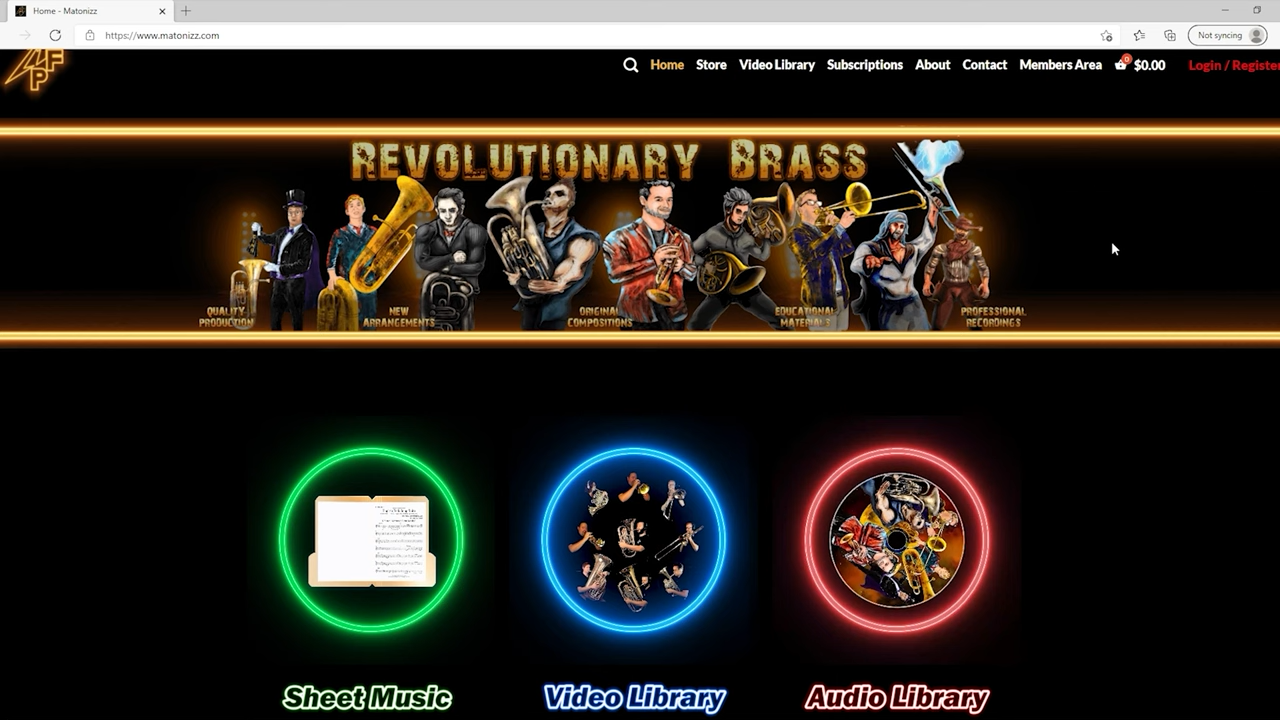 Home - Matonizz
https://www.matonizz.com
Not syncing
AFP
Home Store Video Library Subscriptions About Contact Members Area 0 $0.00 Login / Register
REVOLUTIONARY BRASS
QUALITY PRODUCTION
NEW ARRANGEMENTS
ORIGINAL COMPOSITIONS
EDUCATIONAL MATERIALS
PROFESSIONAL RECORDINGS
Sheet Music Video Library Audio Library